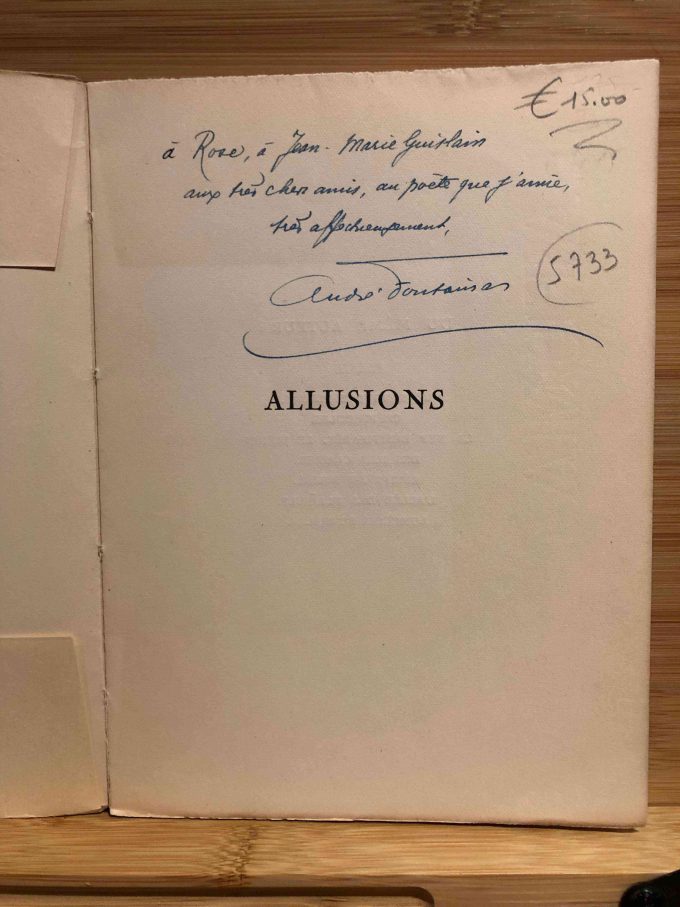 € 15.00
à Rose, à Jean-Marie Guislain
aux très chers amis, au poète que j'aime,
très affectueusement,
André Fontainas
5733
ALLUSIONS